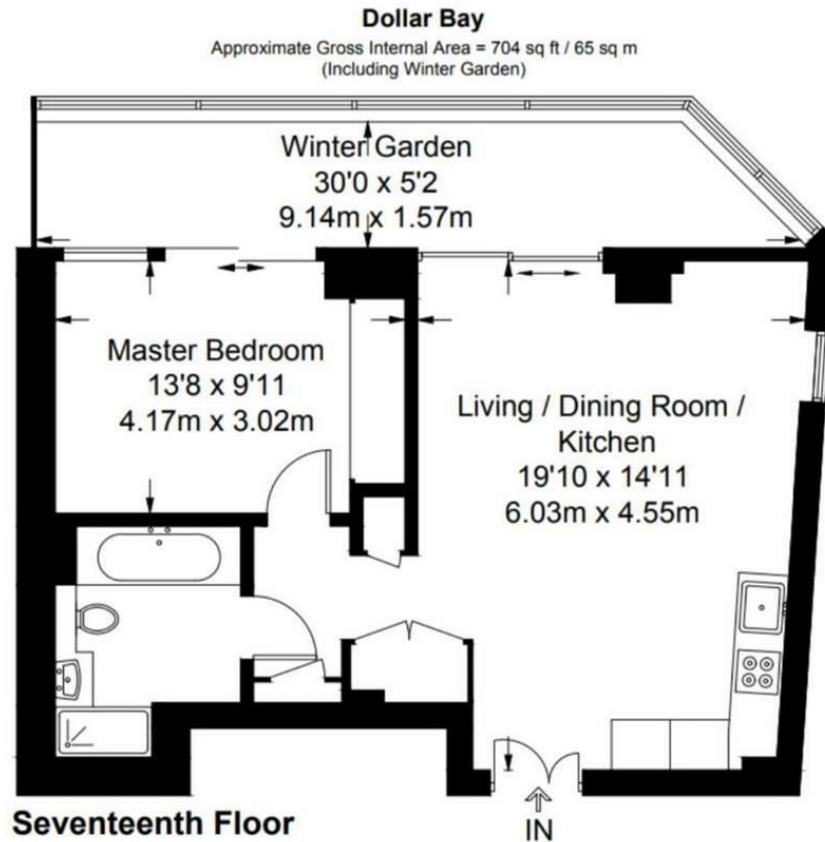 Dollar Bay
Approximate Gross Internal Area = 704 sq ft / 65 sq m
(Including Winter Garden)
Winter Garden
30'0 x 5'2
9.14m x 1.57m
Master Bedroom
13'8 x 9'11
4.17m x 3.02m
Living / Dining Room /
Kitchen
19'10 x 14'11
6.03m x 4.55m
Seventeenth Floor
IN